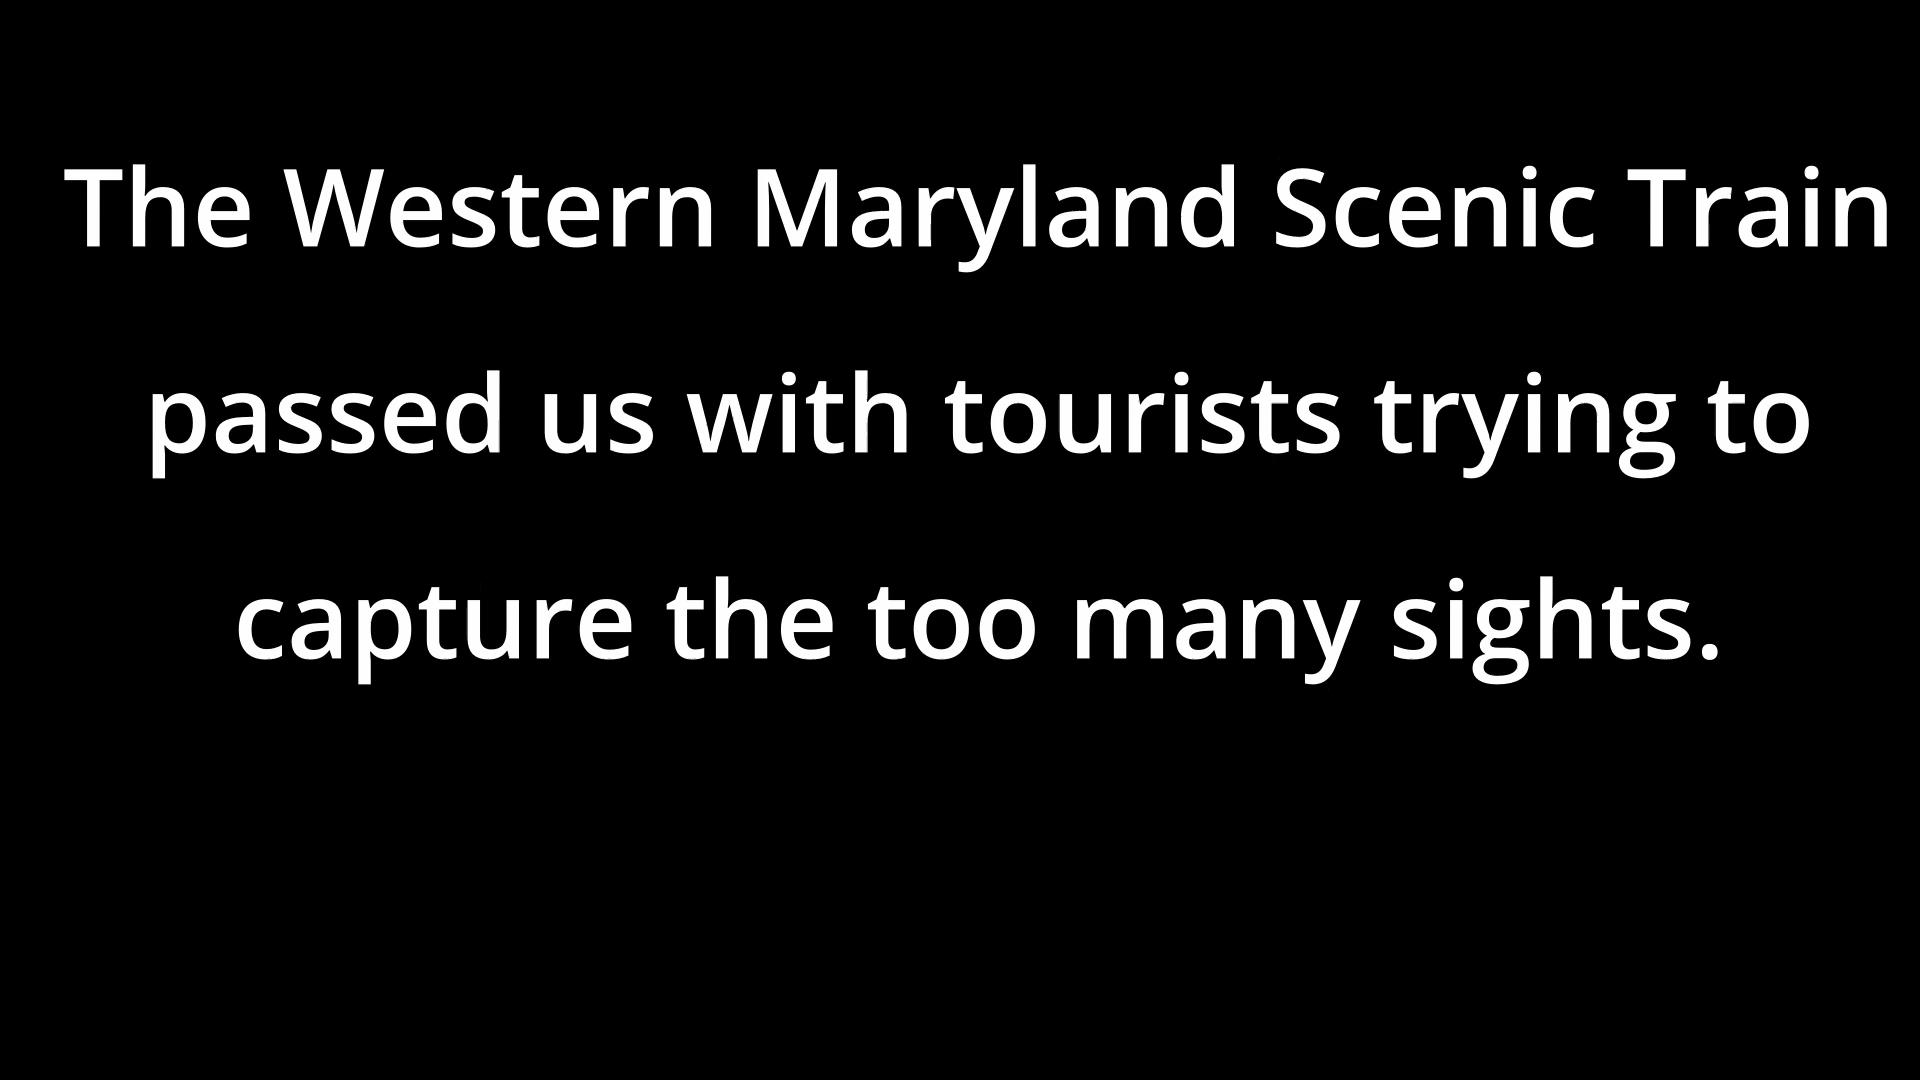 The Western Maryland Scenic Train
passed us with tourists trying to
capture the too many sights.